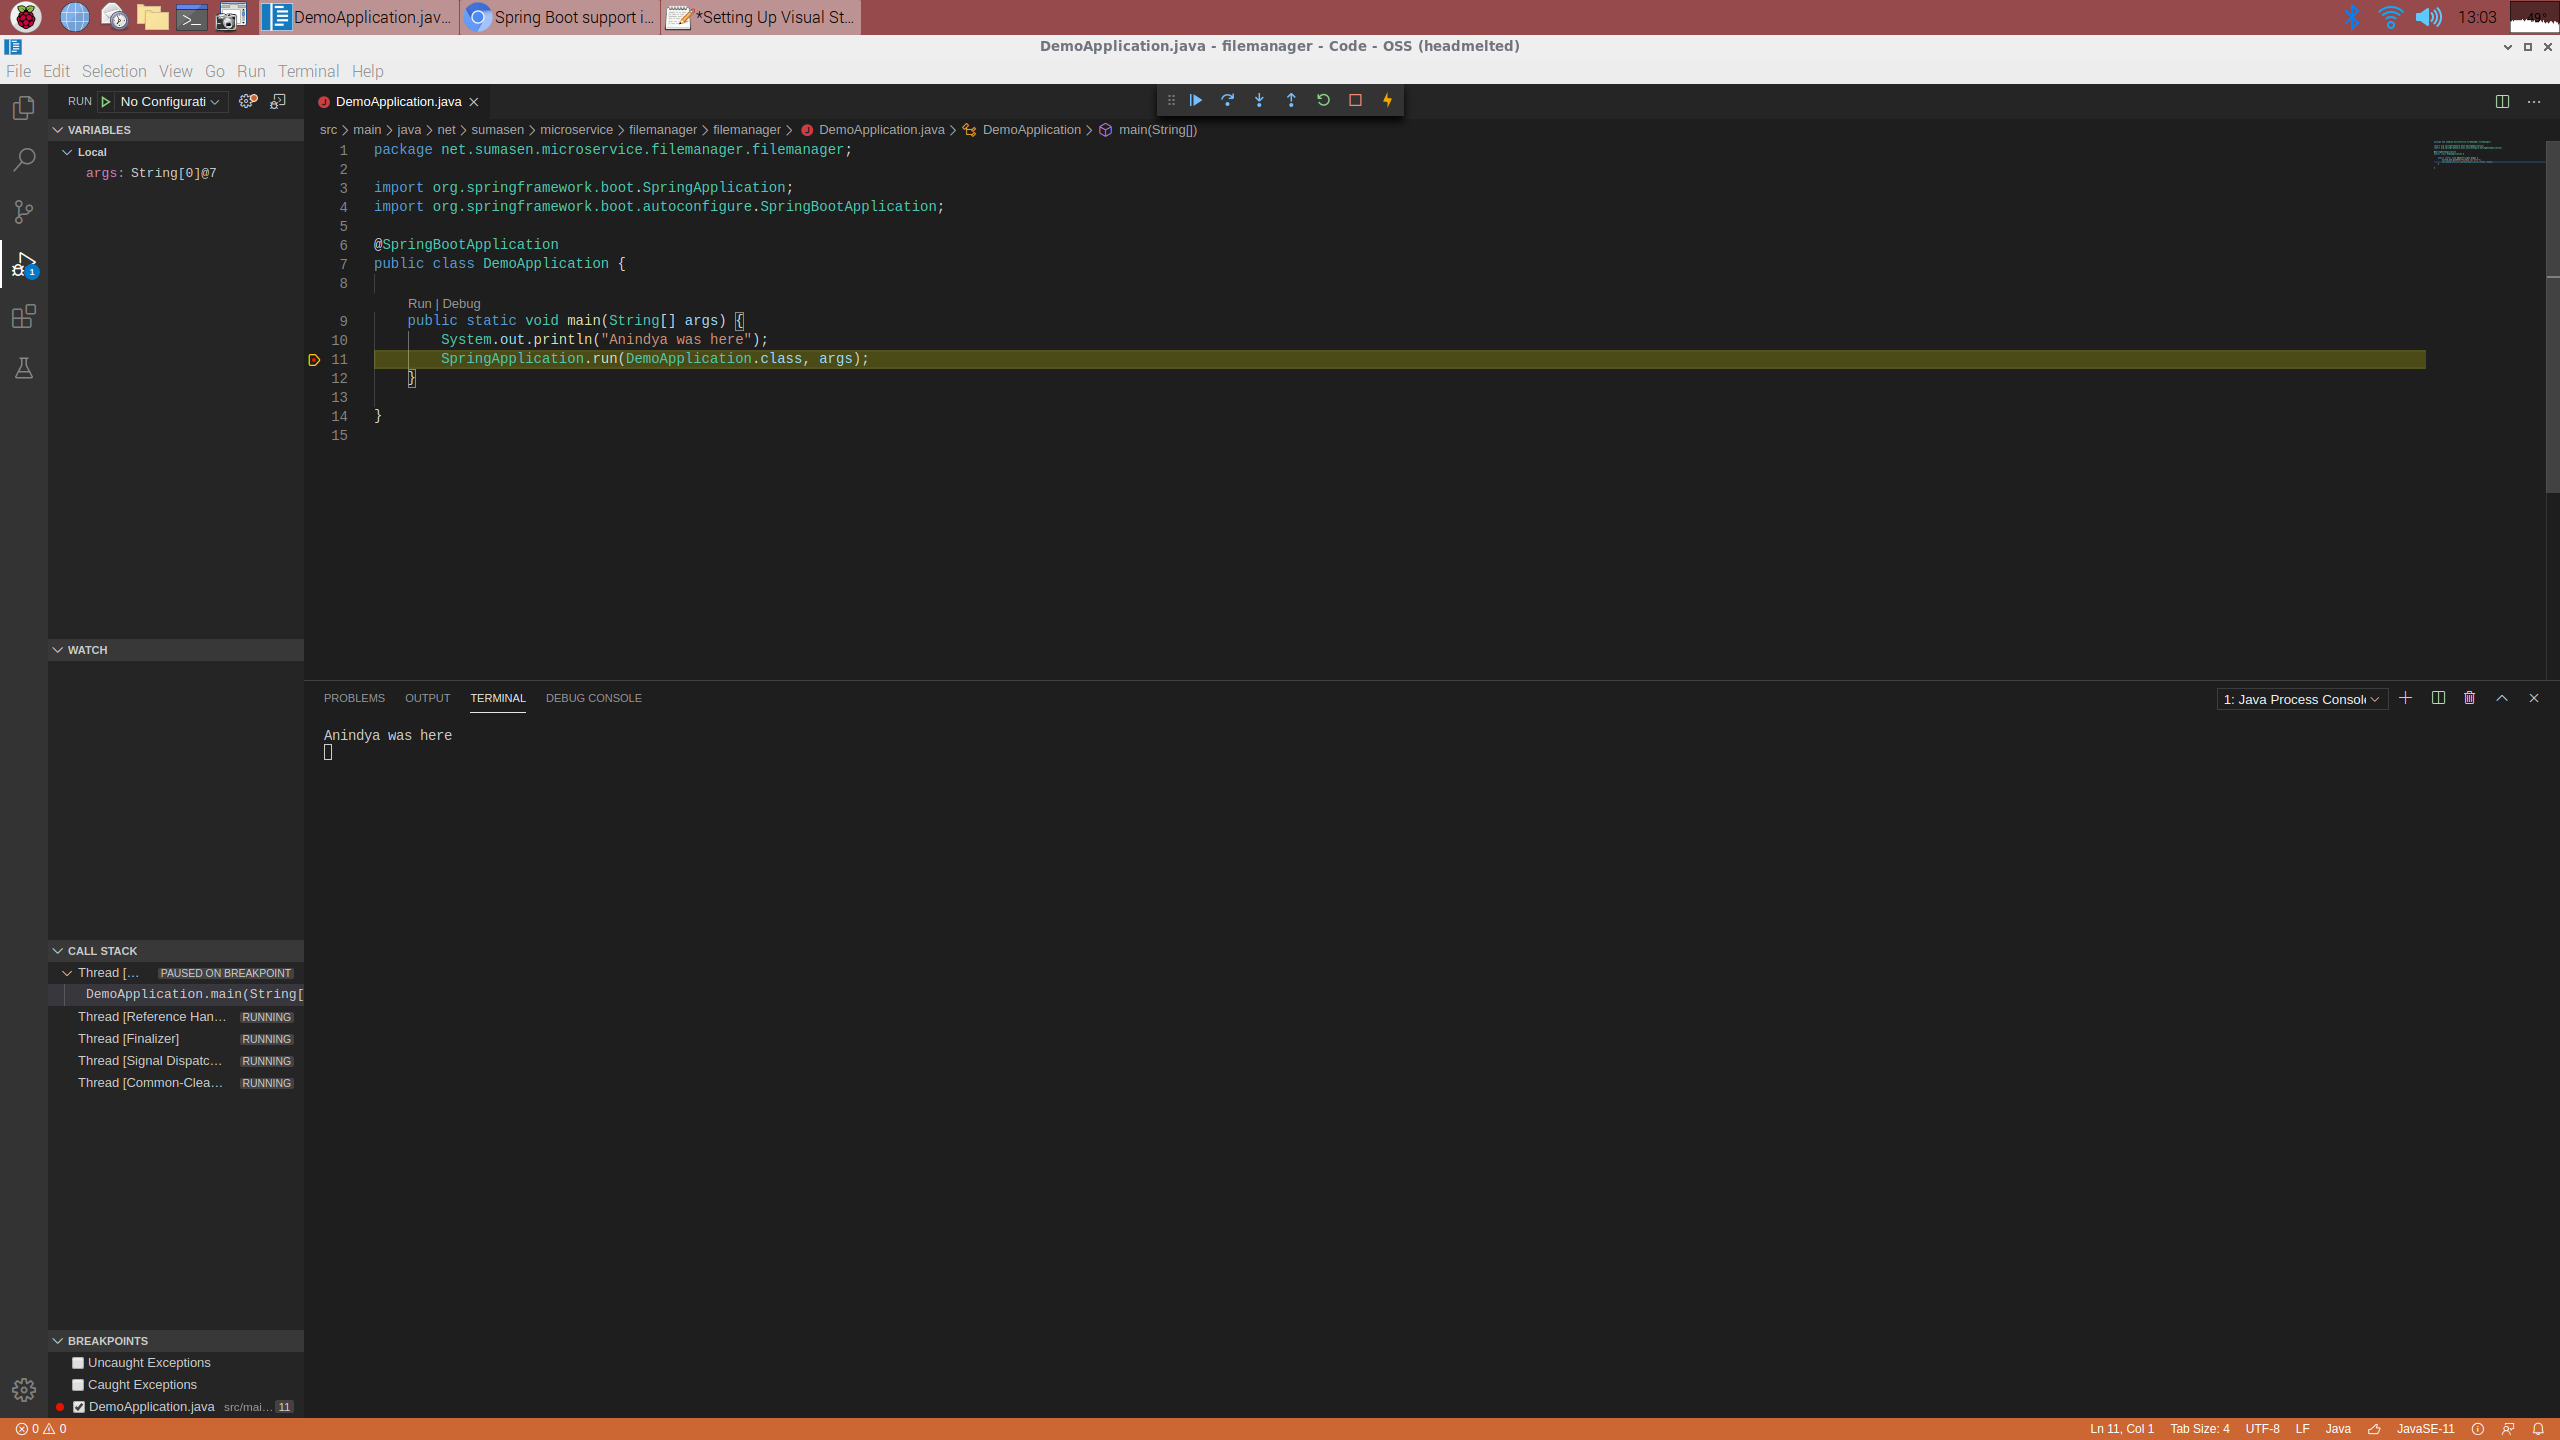 DemoApplication.jav... Spring Boot support i... *Setting Up Visual St... 13:03
DemoApplication.java - filemanager - Code - OSS (headmelted)
File Edit Selection View Go Run Terminal Help
RUN No Configurati
DemoApplication.java
src main java net sumasen microservice filemanager filemanager DemoApplication.java DemoApplication main(String[])
VARIABLES
Local
args: String[0]@7
1 package net.sumasen.microservice.filemanager.filemanager;
2
3 import org.springframework.boot.SpringApplication;
4 import org.springframework.boot.autoconfigure.SpringBootApplication;
5
6 @SpringBootApplication
7 public class DemoApplication {
8
Run | Debug
9 public static void main(String[] args) {
10 System.out.println("Anindya was here");
11 SpringApplication.run(DemoApplication.class, args);
12 }
13
14 }
15
1
WATCH
PROBLEMS OUTPUT TERMINAL DEBUG CONSOLE
1: Java Process Console
Anindya was here
CALL STACK
Thread [... PAUSED ON BREAKPOINT
DemoApplication.main(String[
Thread [Reference Han... RUNNING
Thread [Finalizer] RUNNING
Thread [Signal Dispatc... RUNNING
Thread [Common-Clea... RUNNING
BREAKPOINTS
Uncaught Exceptions
Caught Exceptions
DemoApplication.java src/mai... 11
0 0
Ln 11, Col 1 Tab Size: 4 UTF-8 LF Java JavaSE-11